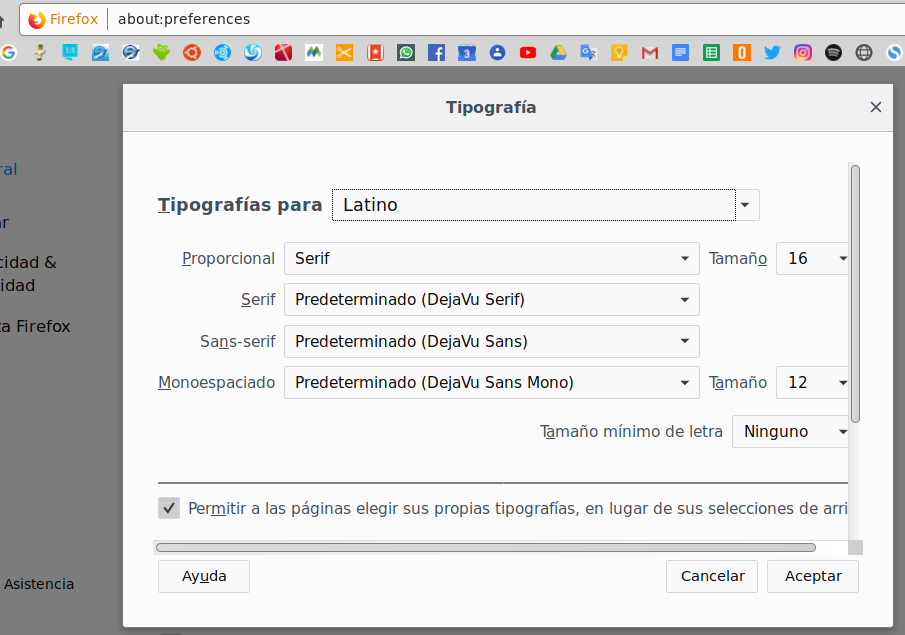 Firefox about:preferences
Tipografía
ral
Tipografías para Latino
ar
Proporcional Serif Tamaño 16
cidad &
idad
Serif Predeterminado (DejaVu Serif)
ta Firefox
Sans-serif Predeterminado (DejaVu Sans)
Monoespaciado Predeterminado (DejaVu Sans Mono) Tamaño 12
Tamaño mínimo de letra Ninguno
Permitir a las páginas elegir sus propias tipografías, en lugar de sus selecciones de arri
Asistencia
Ayuda Cancelar Aceptar